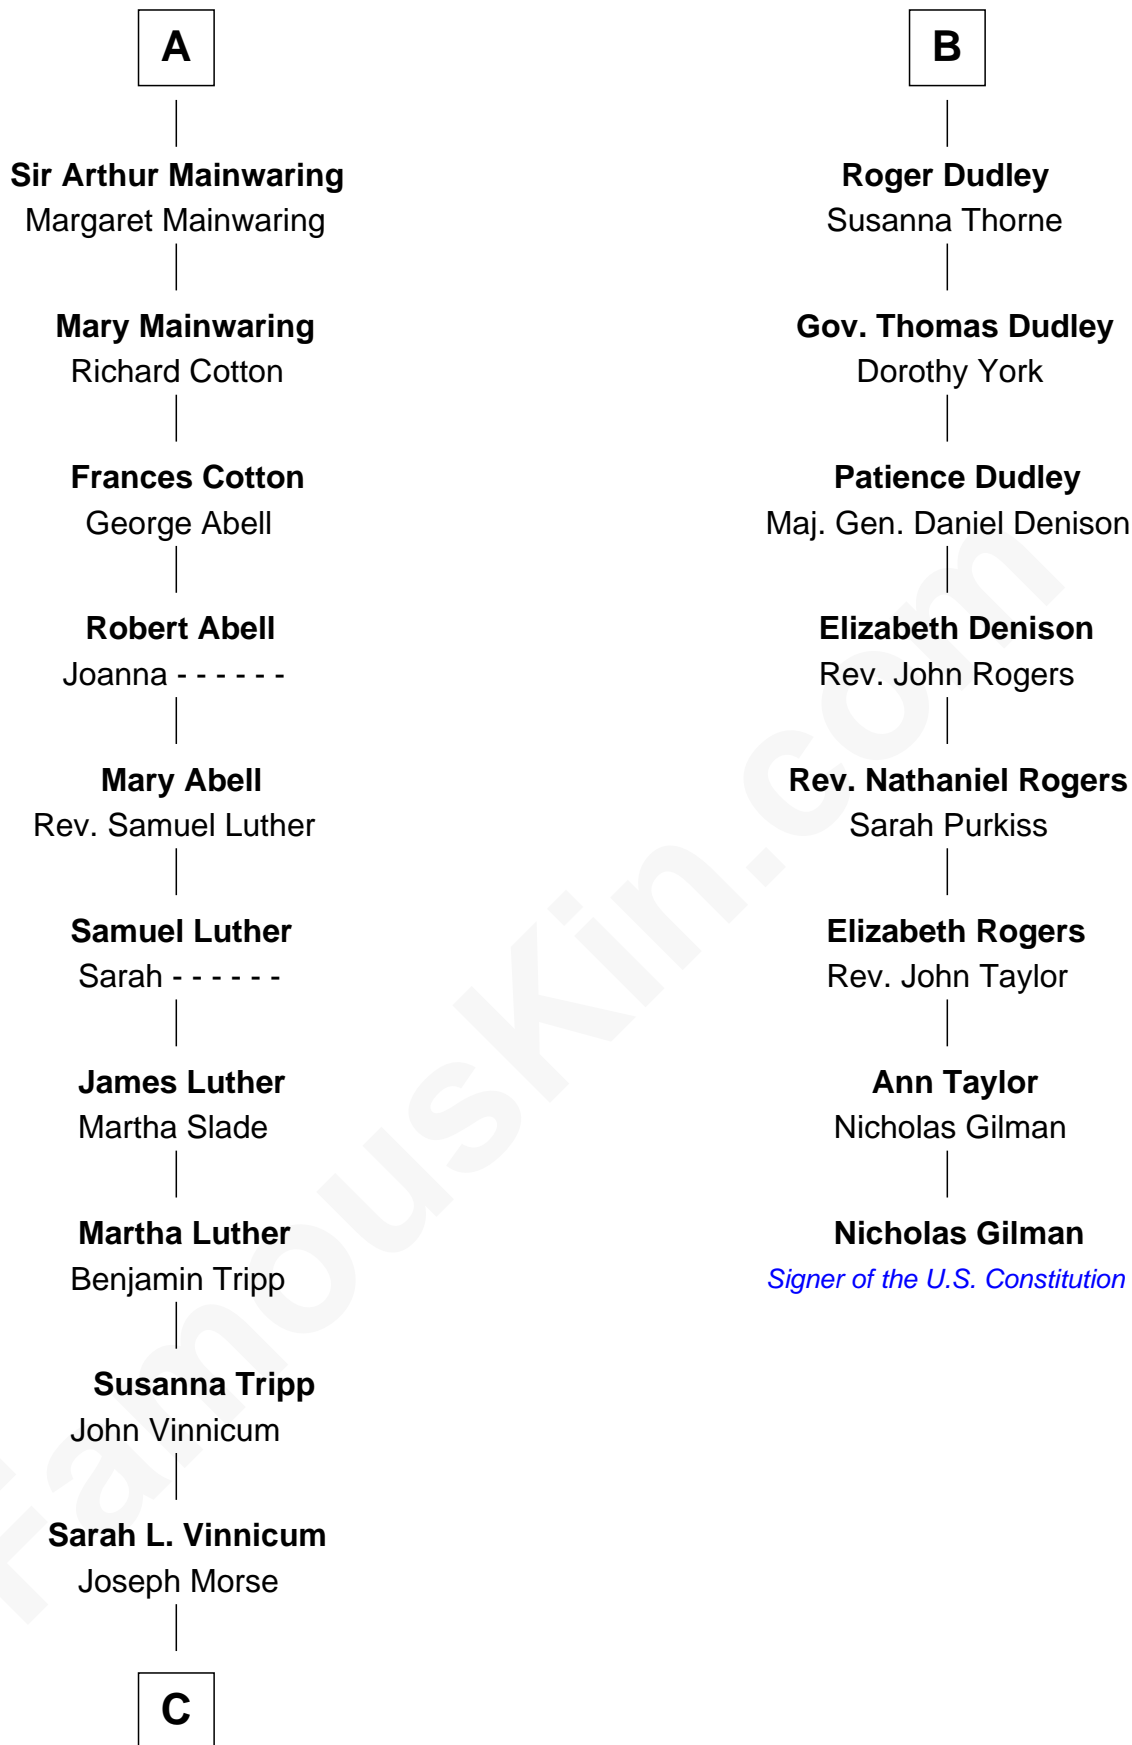 A
Sir Arthur Mainwaring
Margaret Mainwaring
Mary Mainwaring
Richard Cotton
Frances Cotton
George Abell
Robert Abell
Joanna - - - - - -
Mary Abell
Rev. Samuel Luther
Samuel Luther
Sarah - - - - - -
James Luther
Martha Slade
Martha Luther
Benjamin Tripp
Susanna Tripp
John Vinnicum
Sarah L. Vinnicum
Joseph Morse
C
B
Roger Dudley
Susanna Thorne
Gov. Thomas Dudley
Dorothy York
Patience Dudley
Maj. Gen. Daniel Denison
Elizabeth Denison
Rev. John Rogers
Rev. Nathaniel Rogers
Sarah Purkiss
Elizabeth Rogers
Rev. John Taylor
Ann Taylor
Nicholas Gilman
Nicholas Gilman
Signer of the U.S. Constitution
FamousKin.com